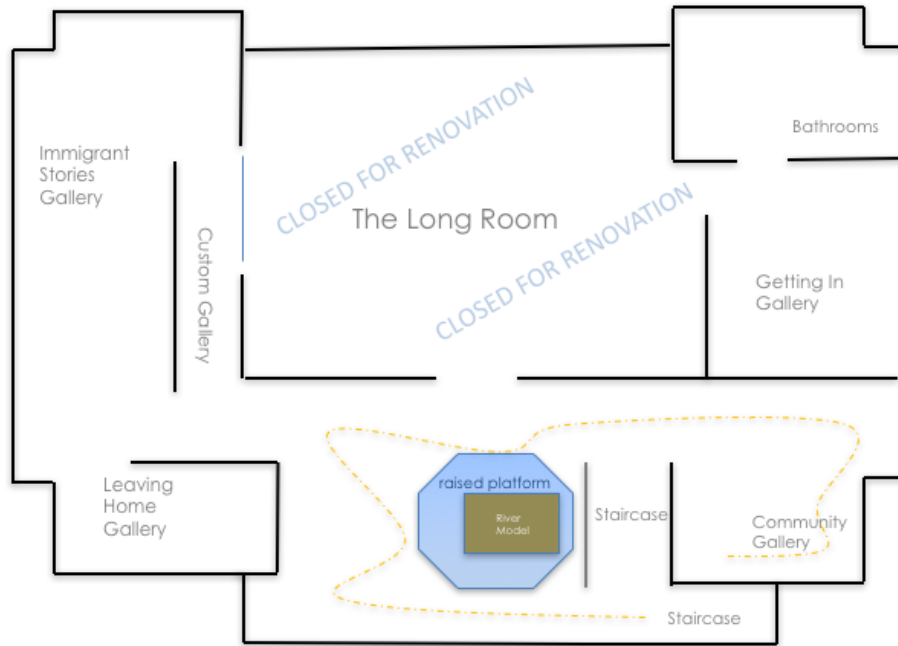 Bathrooms
Immigrant
Stories
Gallery
CLOSED FOR RENOVATION
The Long Room
CLOSED FOR RENOVATION
Custom Gallery
Getting In
Gallery
Leaving
Home
Gallery
raised platform
River
Model
Staircase
Community
Gallery
Staircase